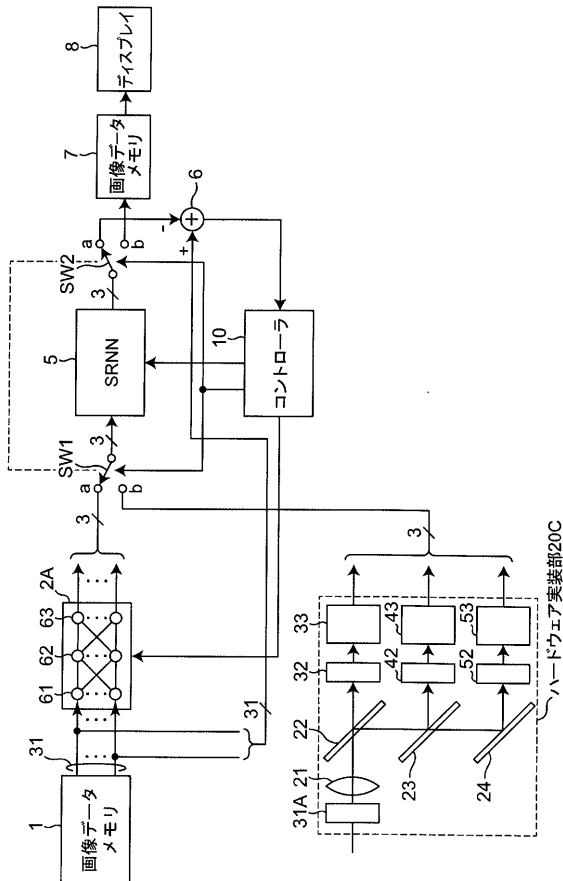 1
画像データ
メモリ
31
2A
61
62
63
3
a
b
SW1
3
5
SRNN
3
SW2
a
b
7
画像データ
メモリ
8
ディスプレイ
-
+
6
10
コントローラ
31
3
ハードウェア実装部20C
31A
21
22
23
24
32
33
42
43
52
53